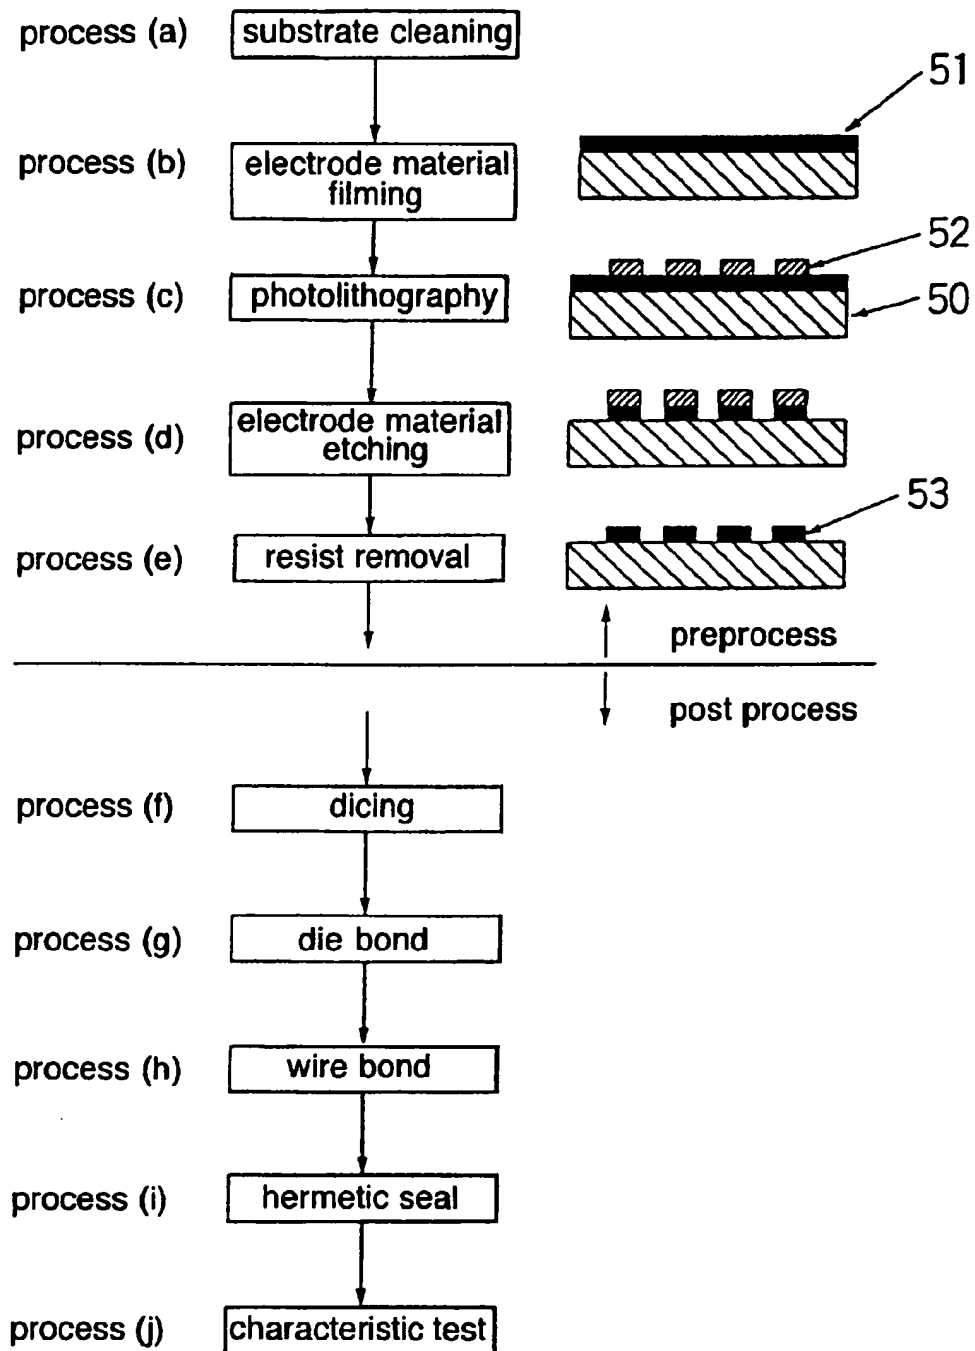 process (a)
substrate cleaning
51
process (b)
electrode material
filming
52
process (c)
photolithography
50
process (d)
electrode material
etching
53
process (e)
resist removal
preprocess
post process
process (f)
dicing
process (g)
die bond
process (h)
wire bond
process (i)
hermetic seal
process (j)
characteristic test